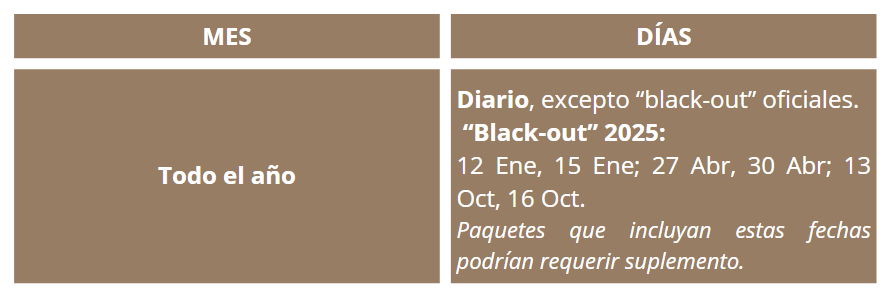 MES
DÍAS
Todo el año
Diario, excepto “black-out” oficiales.
“Black-out” 2025:
12 Ene, 15 Ene; 27 Abr, 30 Abr; 13
Oct, 16 Oct.
Paquetes que incluyan estas fechas
podrían requerir suplemento.